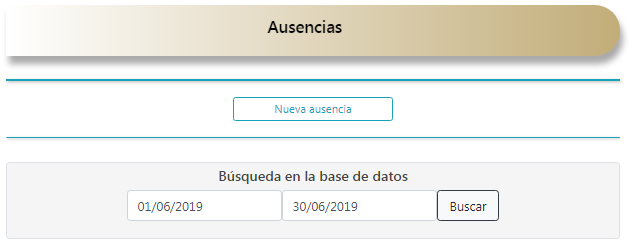 Ausencias
Nueva ausencia
Búsqueda en la base de datos
01/06/2019 30/06/2019 Buscar